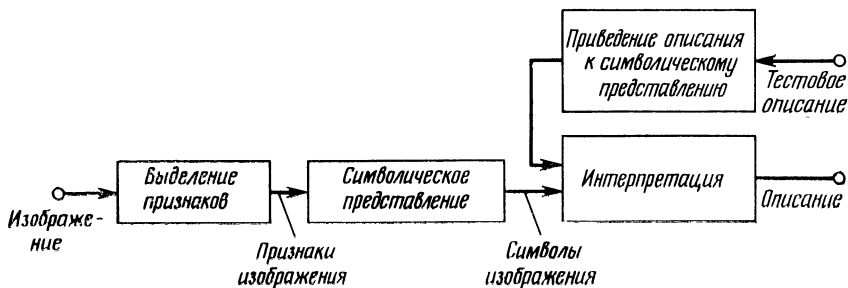 Приведение описания
к символическому
представлению
Тестовое
описание
Выделение
признаков
Символическое
представление
Интерпретация
Изображе-
ние
Признаки
изображения
Символы
изображения
Описание